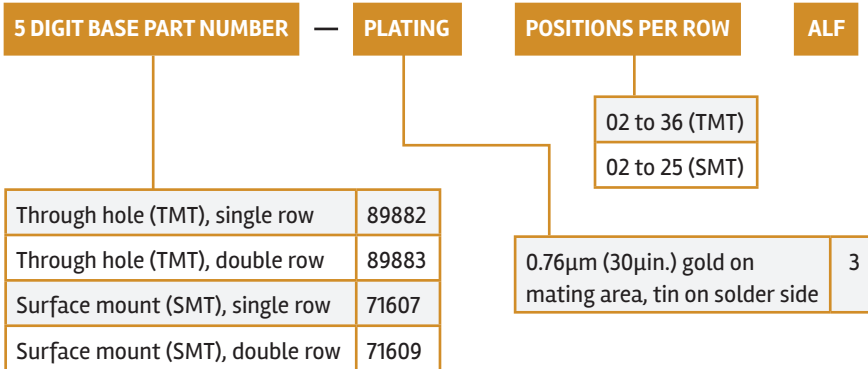 5 DIGIT BASE PART NUMBER — PLATING POSITIONS PER ROW ALF
02 to 36 (TMT)
02 to 25 (SMT)
Through hole (TMT), single row 89882
Through hole (TMT), double row 89883
Surface mount (SMT), single row 71607
Surface mount (SMT), double row 71609
0.76μm (30μin.) gold on 3
mating area, tin on solder side